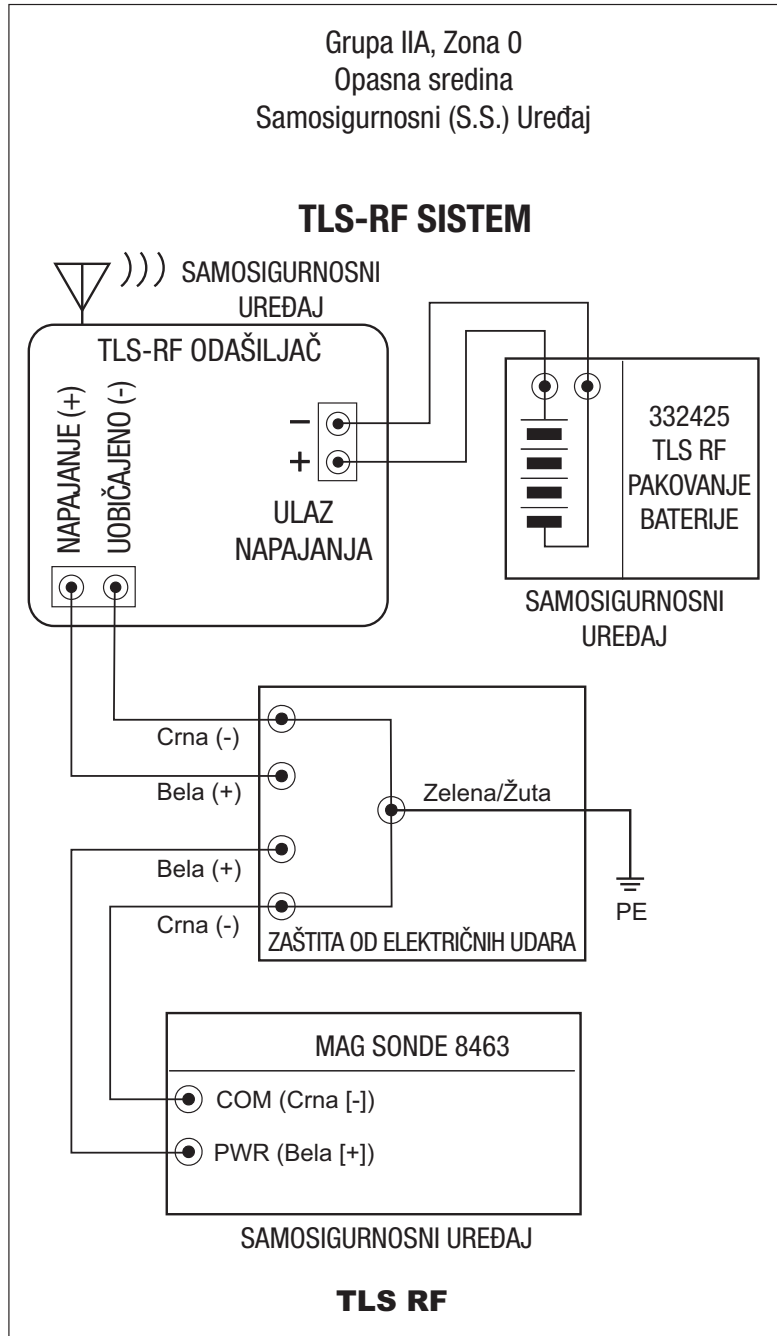 Grupa IIA, Zona 0
Opasna sredina
Samosigurnosni (S.S.) Uređaj
TLS-RF SISTEM
SAMOSIGURNOSNI
UREĐAJ
TLS-RF ODAŠILJAČ
NAPAJANJE (+)
UOBIČAJENO (-)
−
+
ULAZ
NAPAJANJA
332425
TLS RF
PAKOVANJE
BATERIJE
SAMOSIGURNOSNI
UREĐAJ
Crna (-)
Bela (+)
Zelena/Žuta
Bela (+)
Crna (-)
PE
ZAŠTITA OD ELEKTRIČNIH UDARA
MAG SONDE 8463
COM (Crna [-])
PWR (Bela [+])
SAMOSIGURNOSNI UREĐAJ
TLS RF